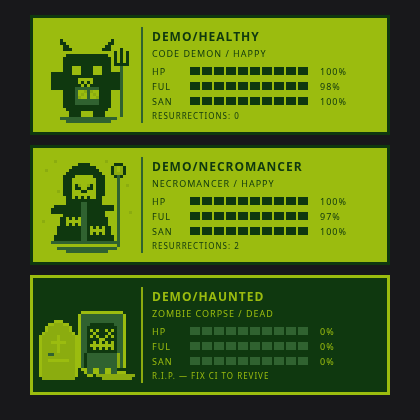 DEMO/HEALTHY
CODE DEMON / HAPPY
HP 100%
FUL 98%
SAN 100%
RESURRECTIONS: 0
DEMO/NECROMANCER
NECROMANCER / HAPPY
HP 100%
FUL 97%
SAN 100%
RESURRECTIONS: 2
DEMO/HAUNTED
ZOMBIE CORPSE / DEAD
HP 0%
FUL 0%
SAN 0%
R.I.P. — FIX CI TO REVIVE